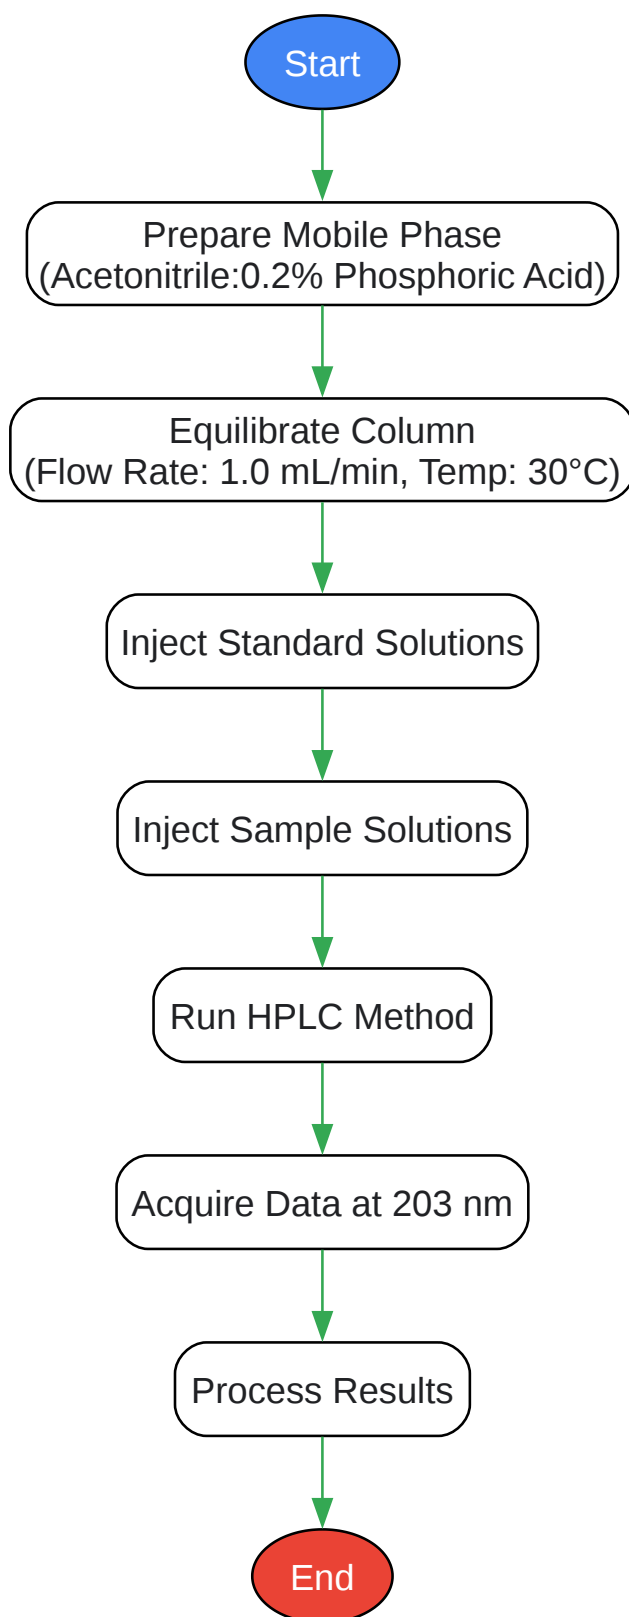 Start
Prepare Mobile Phase
(Acetonitrile:0.2% Phosphoric Acid)
Equilibrate Column
(Flow Rate: 1.0 mL/min, Temp: 30°C)
Inject Standard Solutions
Inject Sample Solutions
Run HPLC Method
Acquire Data at 203 nm
Process Results
End